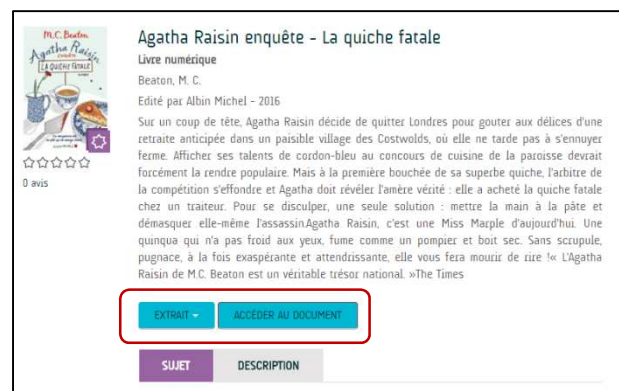 M.C. Beaton
Agatha Raisin
enquête
LA QUICHE FATALE
0 avis
Agatha Raisin enquête - La quiche fatale
Livre numérique
Beaton, M. C.
Edité par Albin Michel - 2016
Sur un coup de tête, Agatha Raisin décide de quitter Londres pour gouter aux délices d'une
retraite anticipée dans un paisible village des Costwolds, où elle ne tarde pas à s'ennuyer
ferme. Afficher ses talents de cordon-bleu au concours de cuisine de la paroisse devrait
forcément la rendre populaire. Mais à la première bouchée de sa superbe quiche, l'arbitre de
la compétition s'effondre et Agatha doit révéler l'amère vérité : elle a acheté la quiche fatale
chez un traiteur. Pour se disculper, une seule solution : mettre la main à la pâte et
démasquer elle-même l'assassin.Agatha Raisin, c'est une Miss Marple d'aujourd'hui. Une
quinqua qui n'a pas froid aux yeux, fume comme un pompier et boit sec. Sans scrupule,
pugnace, à la fois exaspérante et attendrissante, elle vous fera mourir de rire !« L'Agatha
Raisin de M.C. Beaton est un véritable trésor national. »The Times
EXTRAIT
ACCÉDER AU DOCUMENT
SUJET
DESCRIPTION